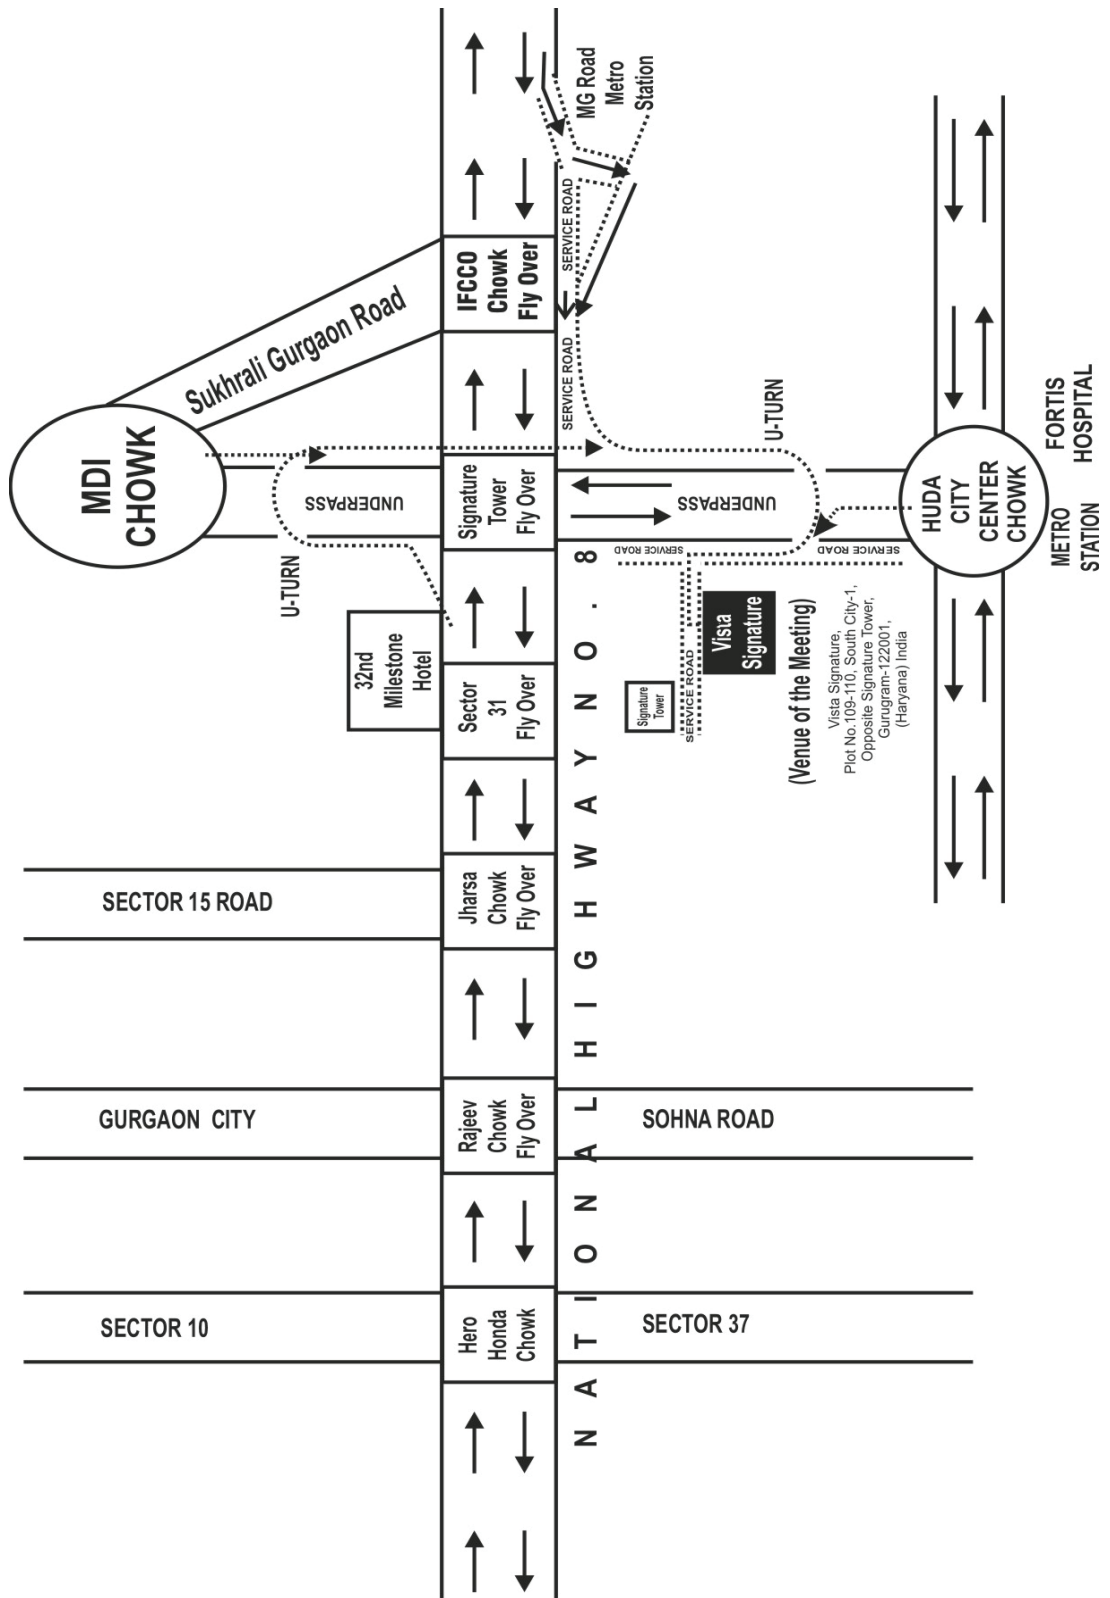 MDI
CHOWK
Sukhrali Gurgaon Road
IFCCO
Chowk
Fly Over
MG Road
Metro
Station
SERVICE ROAD
SERVICE ROAD
U-TURN
UNDERPASS
Signature
Tower
Fly Over
UNDERPASS
U-TURN
HUDA
CITY
CENTER
CHOWK
FORTIS
HOSPITAL
METRO
STATION
SERVICE ROAD
SERVICE ROAD
SERVICE ROAD
32nd
Milestone
Hotel
Sector
31
Fly Over
Signature
Tower
SERVICE ROAD
Vista
Signature
(Venue of the Meeting)
Vista Signature,
Plot No.109-110, South City-1,
Opposite Signature Tower,
Gurugram-122001,
(Haryana) India
SECTOR 15 ROAD
Jharsa
Chowk
Fly Over
GURGAON CITY
Rajeev
Chowk
Fly Over
SOHNA ROAD
SECTOR 10
Hero
Honda
Chowk
SECTOR 37
NATIONAL HIGHWAY NO. 8